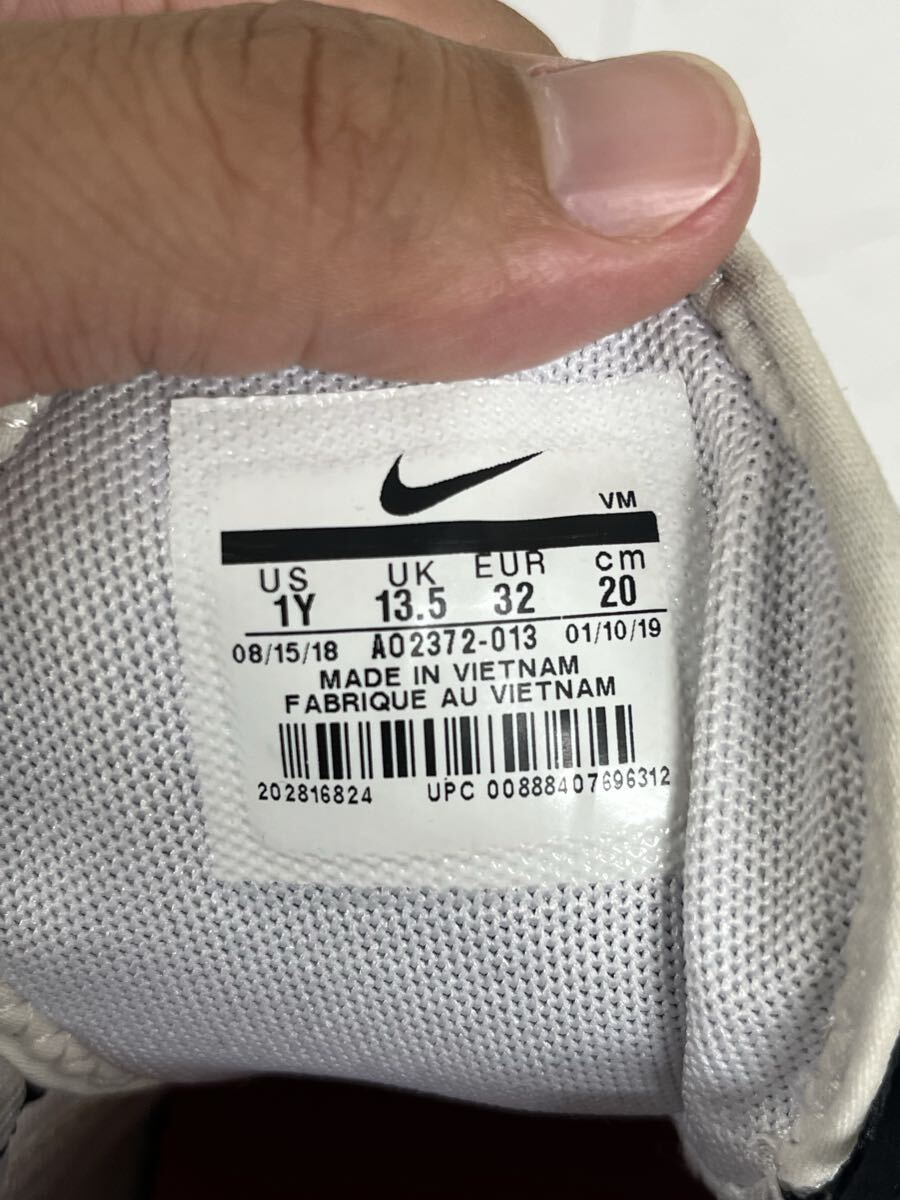 VM
US UK EUR cm
1Y 13.5 32 20
08/15/18 AO2372-013 01/10/19
MADE IN VIETNAM
FABRIQUE AU VIETNAM
202816824 UPC 00888407696312